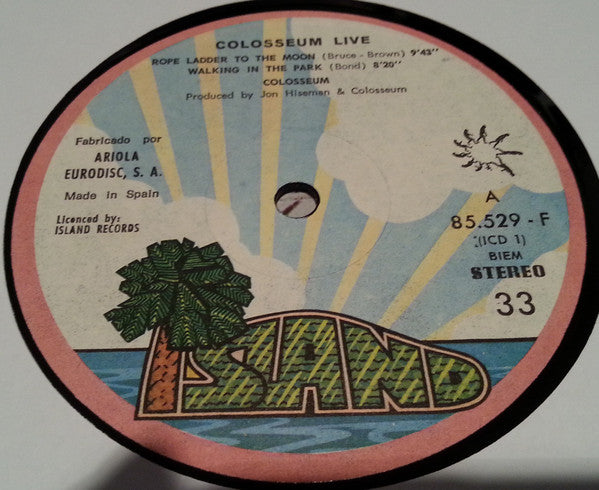 COLOSSEUM LIVE
ROPE LADDER TO THE MOON (Bruce - Brown) 9'43"
WALKING IN THE PARK (Bond) 8'20"
COLOSSEUM
Produced by Jon Hiseman & Colosseum
Fabricado por
ARIOLA
EURODISC, S. A.
Made in Spain
Licenced by:
ISLAND RECORDS
A
85.529 - F
(ICD 1)
BIEM
STEREO
33
ISLAND